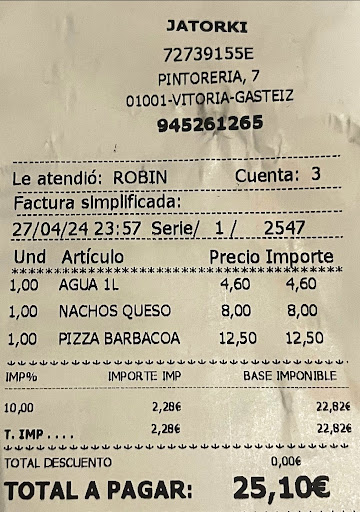 JATORKI
72739155E
PINTORERIA, 7
01001-VITORIA-GASTEIZ
945261265
Le atendió: ROBIN Cuenta: 3
Factura simplificada:
27/04/24 23:57 Serie/ 1 / 2547
Und Artículo Precio Importe
1,00 AGUA 1L 4,60 4,60
1,00 NACHOS QUESO 8,00 8,00
1,00 PIZZA BARBACOA 12,50 12,50
IMP% IMPORTE IMP BASE IMPONIBLE
10,00 2,28€ 22,82€
T. IMP .... 2,28€ 22,82€
TOTAL DESCUENTO 0,00€
TOTAL A PAGAR: 25,10€